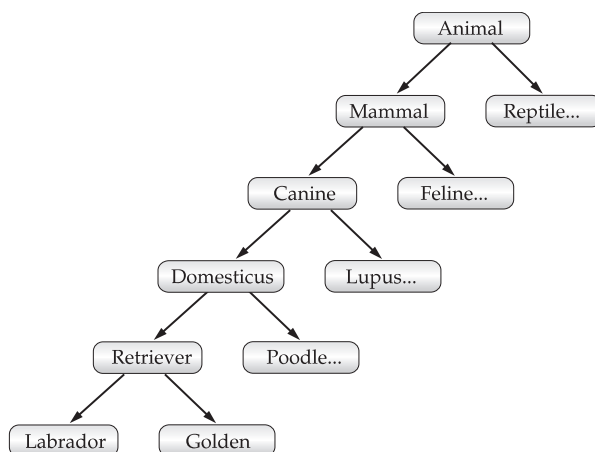 Animal
Mammal
Reptile...
Canine
Feline...
Domesticus
Lupus...
Retriever
Poodle...
Labrador
Golden